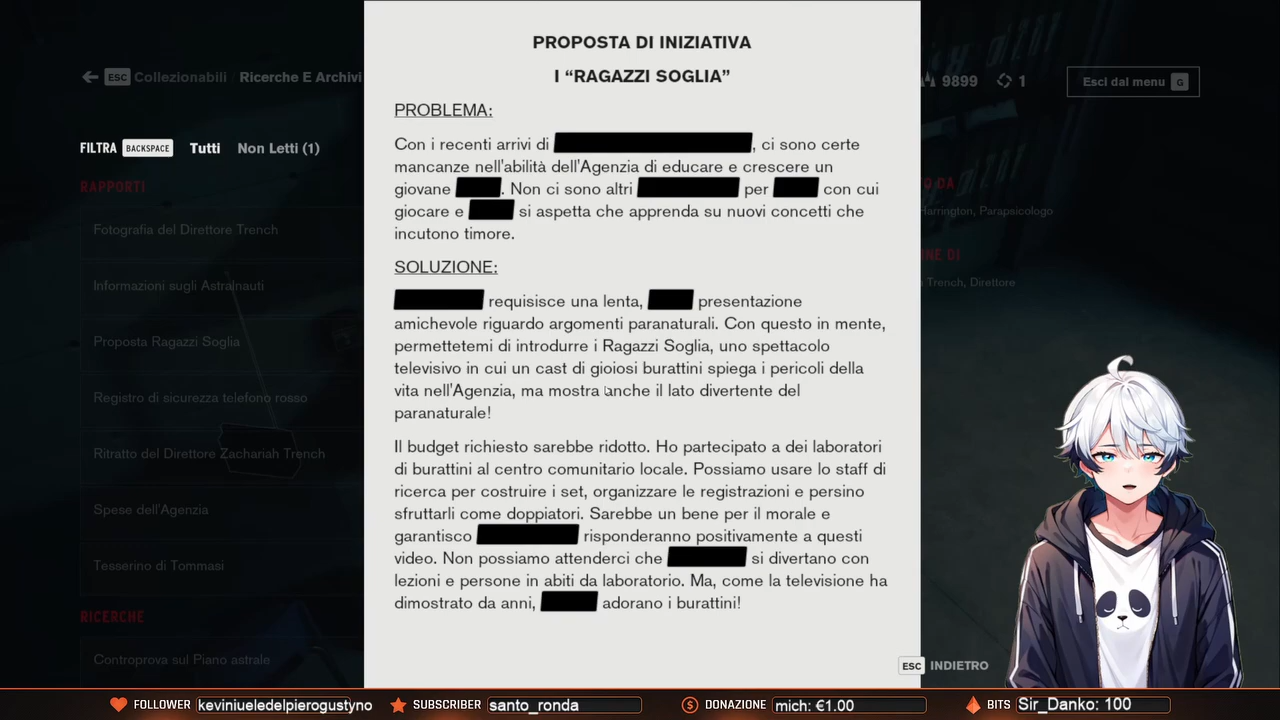 PROPOSTA DI INIZIATIVA
I “RAGAZZI SOGLIA”
ESC Collezionabili Ricerche E Archivi
9899 1
Esci dal menu G
FILTRA BACKSPACE Tutti Non Letti (1)
RAPPORTI
Fotografia del Direttore Trench
Informazioni sugli Astralnauti
Proposta Ragazzi Soglia
Registro di sicurezza telefono rosso
Ritratto del Direttore Zachariah Trench
Spese dell'Agenzia
Tesserino di Tommasi
RICERCHE
Controprova sul Piano astrale
PROBLEMA:
Con i recenti arrivi di , ci sono certe
mancanze nell'abilità dell'Agenzia di educare e crescere un
giovane . Non ci sono altri per con cui
giocare e si aspetta che apprenda su nuovi concetti che
incutono timore.
SOLUZIONE:
requisisce una lenta, presentazione
amichevole riguardo argomenti paranaturali. Con questo in mente,
permettetemi di introdurre i Ragazzi Soglia, uno spettacolo
televisivo in cui un cast di gioiosi burattini spiega i pericoli della
vita nell'Agenzia, ma mostra anche il lato divertente del
paranaturale!
Il budget richiesto sarebbe ridotto. Ho partecipato a dei laboratori
di burattini al centro comunitario locale. Possiamo usare lo staff di
ricerca per costruire i set, organizzare le registrazioni e persino
sfruttarli come doppiatori. Sarebbe un bene per il morale e
garantisco risponderanno positivamente a questi
video. Non possiamo attenderci che si divertano con
lezioni e persone in abiti da laboratorio. Ma, come la televisione ha
dimostrato da anni, adorano i burattini!
O DA
Harrington, Parapsicologo
NE DI
Trench, Direttore
ESC INDIETRO
FOLLOWER keviniueledelpierogustyno
SUBSCRIBER santo_ronda
DONAZIONE mich: €1.00
BITS Sir_Danko: 100